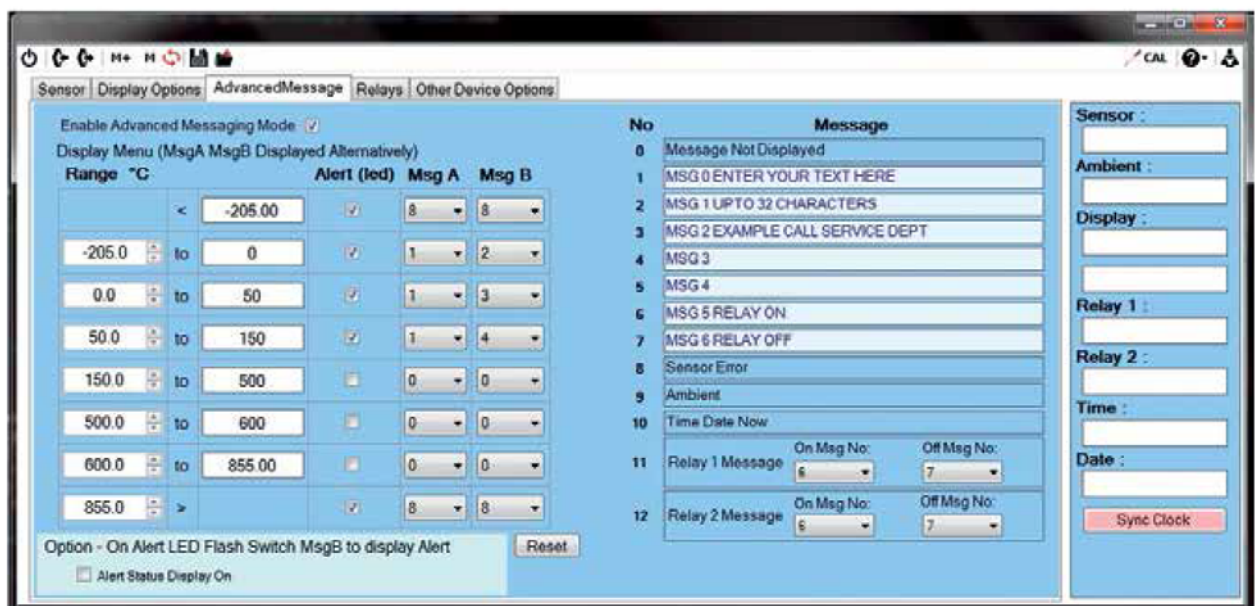 M+ M CAL
Sensor Display Options AdvancedMessage Relays Other Device Options
Enable Advanced Messaging Mode
Display Menu (MsgA MsgB Displayed Alternatively)
Range °C Alert (led) Msg A Msg B
< -205.00 8 8
-205.0 to 0 1 2
0.0 to 50 1 3
50.0 to 150 1 4
150.0 to 500 0 0
500.0 to 600 0 0
600.0 to 855.00 0 0
855.0 > 8 8
Option - On Alert LED Flash Switch MsgB to display Alert
Alert Status Display On
Reset
No Message
0 Message Not Displayed
1 MSG 0 ENTER YOUR TEXT HERE
2 MSG 1 UPTO 32 CHARACTERS
3 MSG 2 EXAMPLE CALL SERVICE DEPT
4 MSG 3
5 MSG 4
6 MSG 5 RELAY ON
7 MSG 6 RELAY OFF
8 Sensor Error
9 Ambient
10 Time Date Now
On Msg No: Off Msg No:
11 Relay 1 Message 6 7
On Msg No: Off Msg No:
12 Relay 2 Message 6 7
Sensor :
Ambient :
Display :
Relay 1 :
Relay 2 :
Time :
Date :
Sync Clock